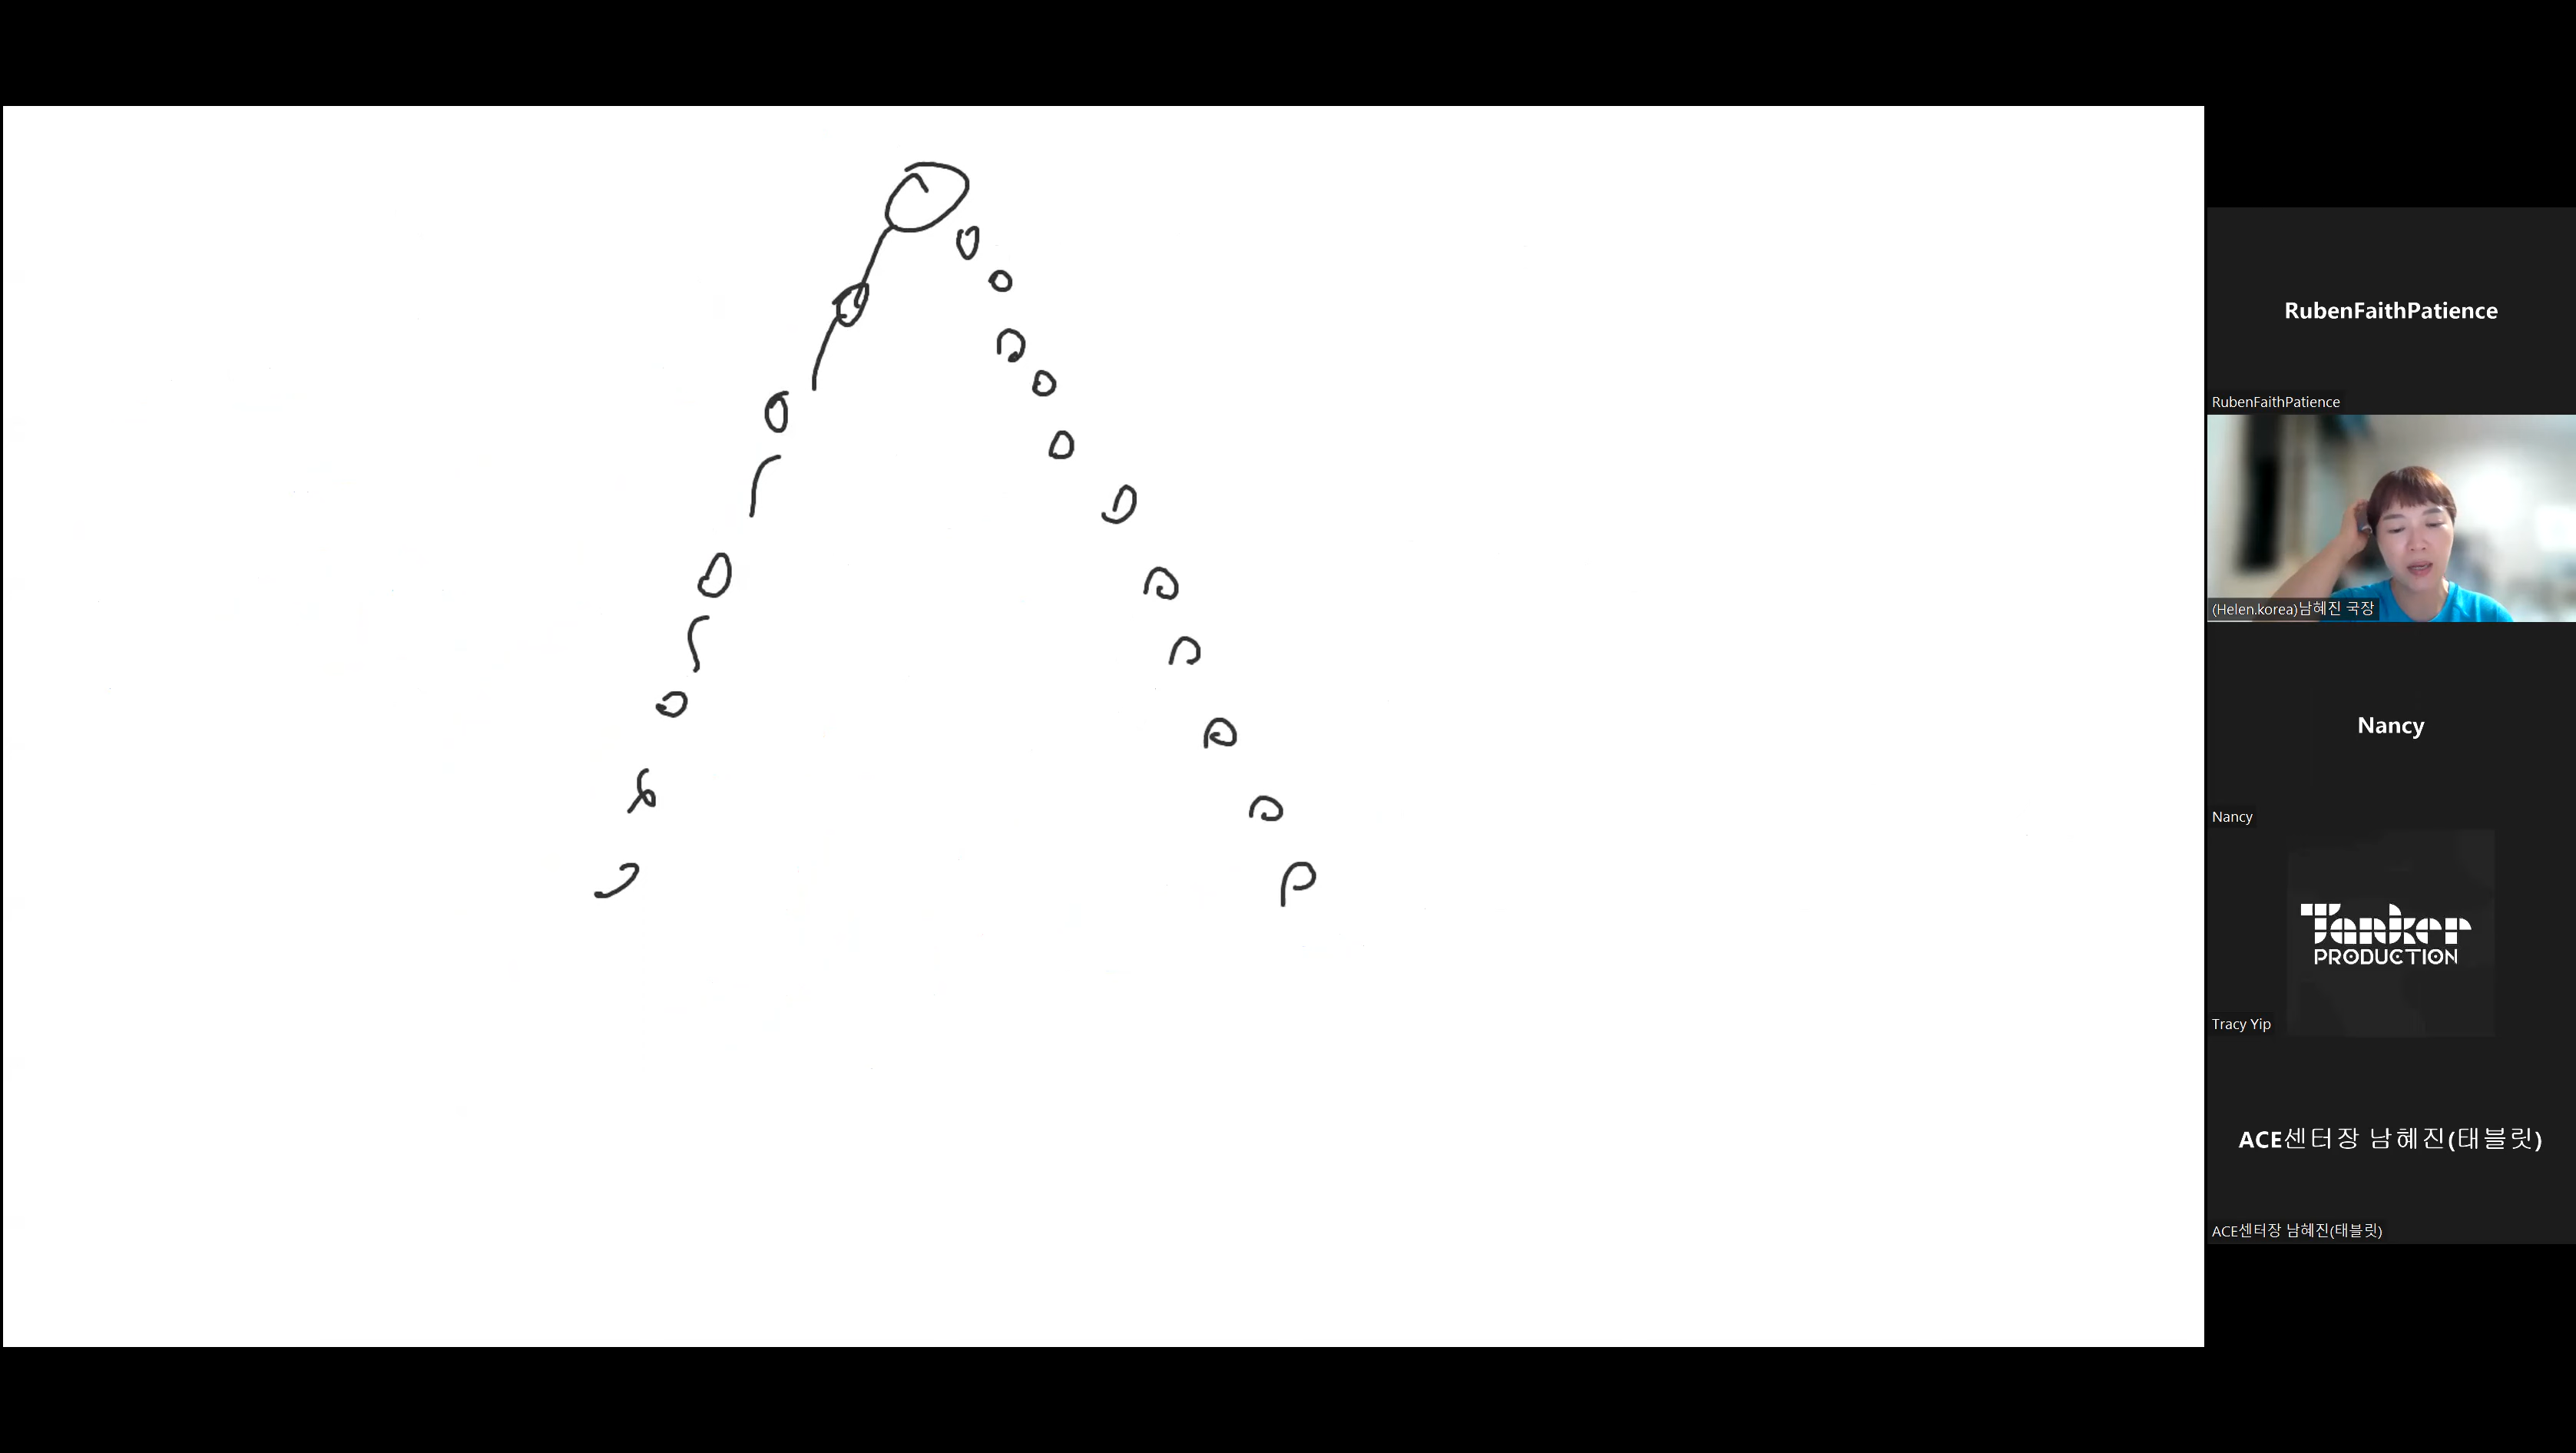 RubenFaithPatience
RubenFaithPatience
(Helen.korea)남혜진 국장
Nancy
Nancy
Tanker
PRODUCTION
Tracy Yip
ACE센터장 남혜진(태블릿)
ACE센터장 남혜진(태블릿)